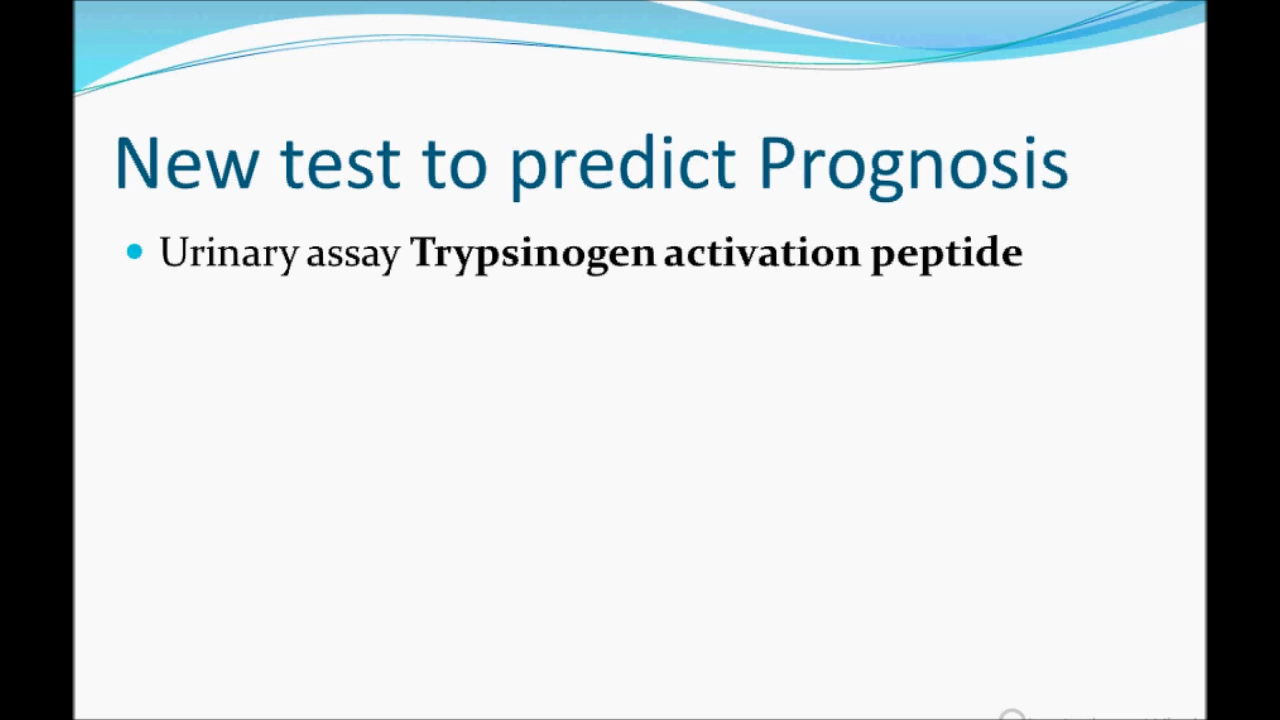 New test to predict Prognosis
Urinary assay Trypsinogen activation peptide